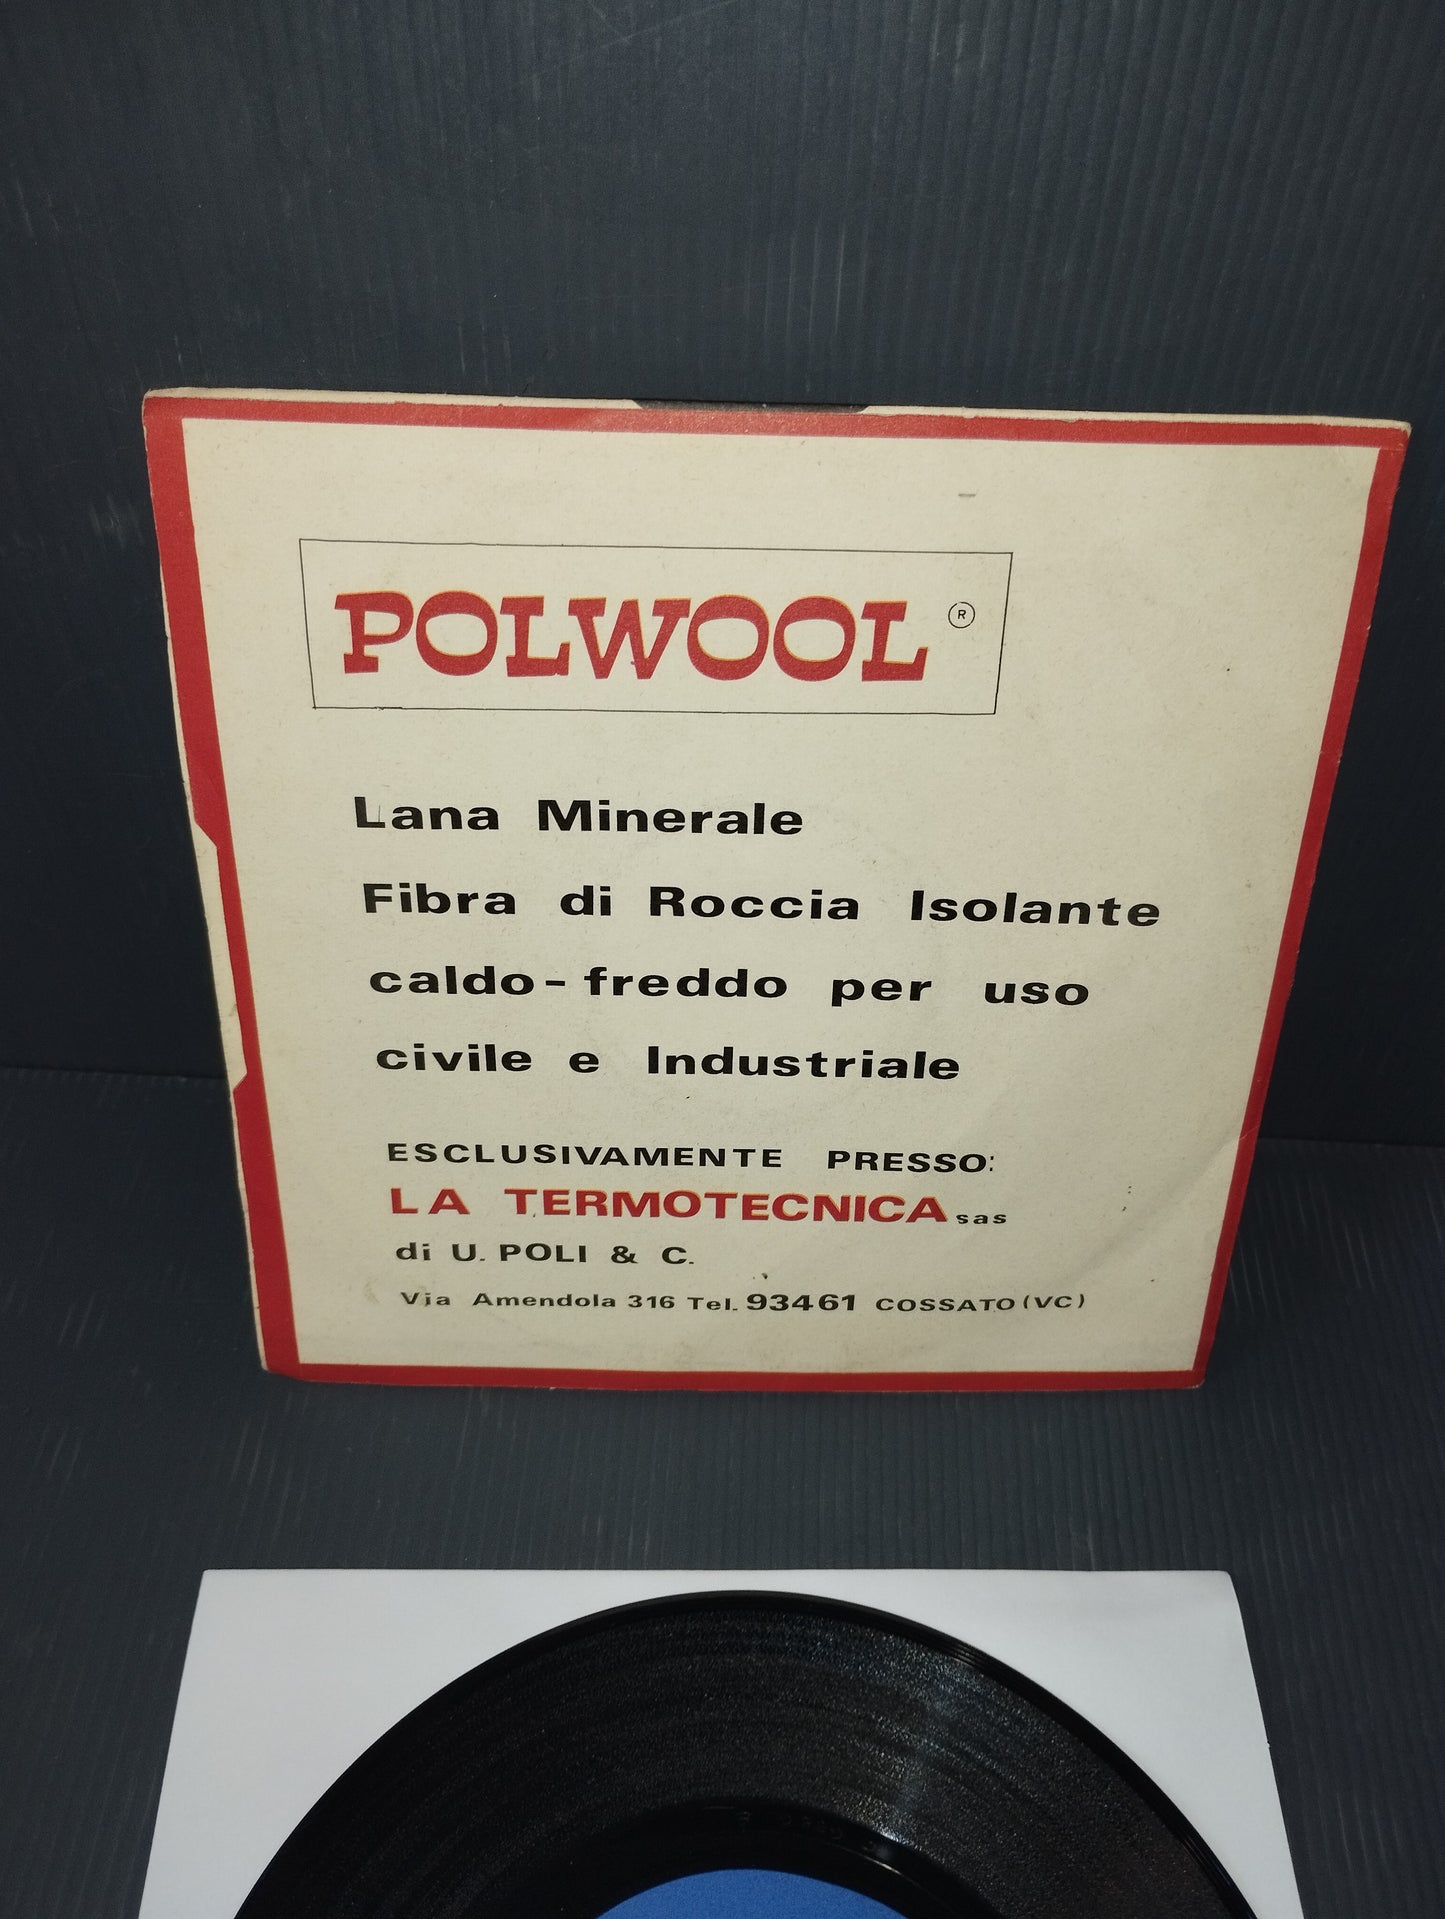 POLWOOL ®
Lana Minerale
Fibra di Roccia Isolante
caldo-freddo per uso
civile e Industriale
ESCLUSIVAMENTE PRESSO:
LA TERMOTECNICA sas
di U. POLI & C.
Via Amendola 316 Tel. 93461 COSSATO (VC)